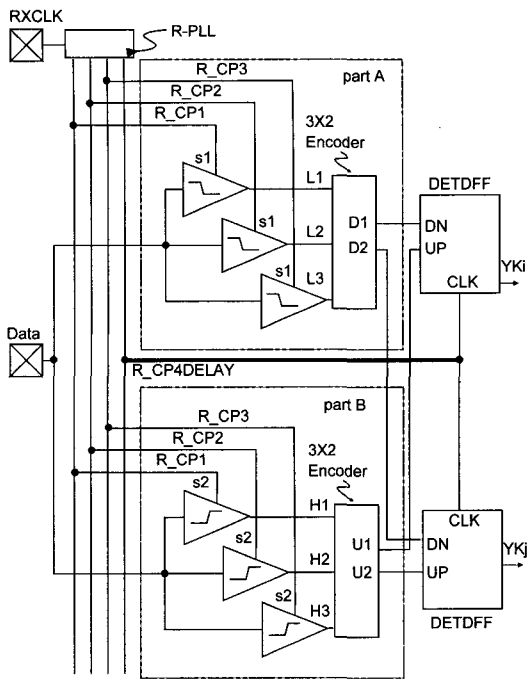 RXCLK
R-PLL
R_CP3
part A
R_CP2
R_CP1
3X2
Encoder
s1
L1
DETDFF
s1
D1
DN
L2
D2
UP
s1
L3
CLK
YKi
Data
R_CP4DELAY
R_CP3
part B
R_CP2
3X2
R_CP1
Encoder
s2
H1
CLK
s2
U1
DN
YKj
H2
U2
UP
s2
H3
DETDFF